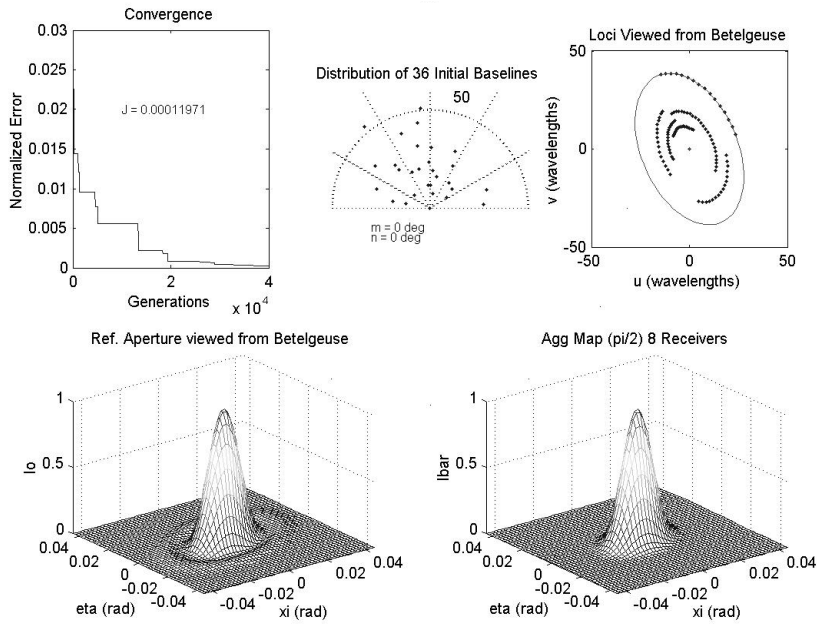 Convergence
0.03
0.025
0.02
0.015
0.01
0.005
0
Normalized Error
J = 0.00011971
0
2
4
Generations
x 10^4
Distribution of 36 Initial Baselines
50
m = 0 deg
n = 0 deg
Loci Viewed from Betelgeuse
50
0
-50
v (wavelengths)
-50
0
50
u (wavelengths)
Ref. Aperture viewed from Betelgeuse
1
0.5
0
Io
0.04
0.02
0
-0.02
-0.04
eta (rad)
-0.04
-0.02
0
0.02
0.04
xi (rad)
Agg Map (pi/2) 8 Receivers
1
0.5
0
Ibar
0.04
0.02
0
-0.02
-0.04
eta (rad)
-0.04
-0.02
0
0.02
0.04
xi (rad)